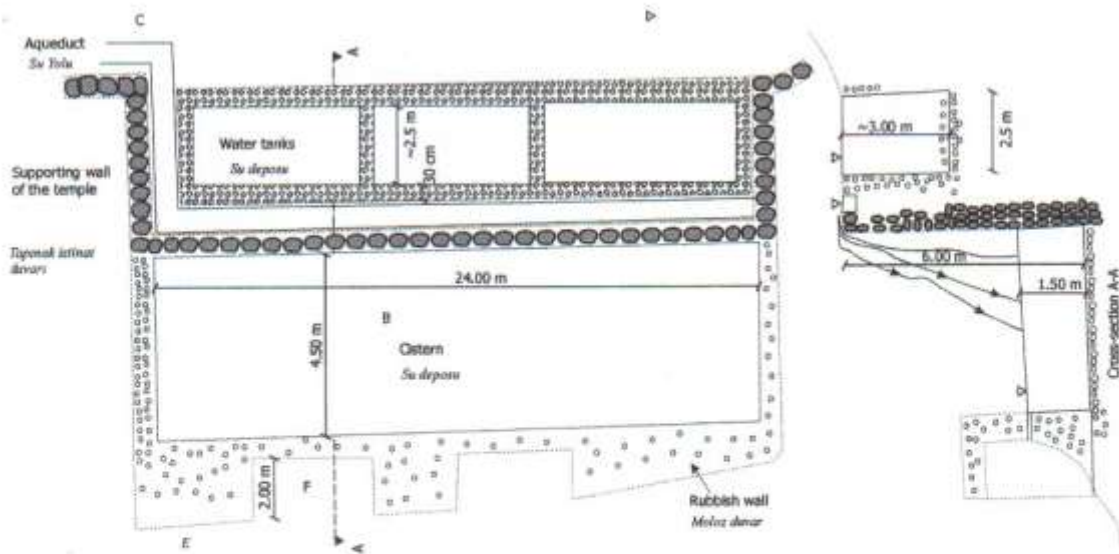 C
A
Aqueduct
Su Yolu
Water tanks
Su deposu
~2.5 m
50 cm
Supporting wall
of the temple
Tapınak istinat
duvarı
24.00 m
4.50 m
B
Cistern
Su deposu
2.00 m
F
E
A
Rubbish wall
Moloz duvar
~3.00 m
2.5 m
6.00 m
1.50 m
Cross-section A-A